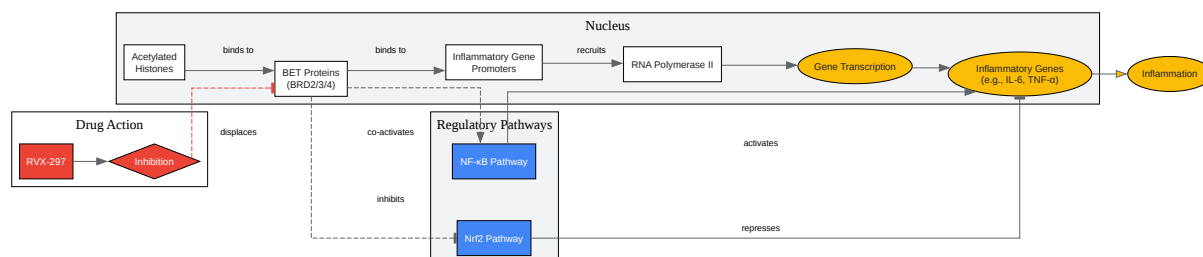 Nucleus
Acetylated
Histones
binds to
BET Proteins
(BRD2/3/4)
binds to
Inflammatory Gene
Promoters
recruits
RNA Polymerase II
Gene Transcription
Inflammatory Genes
(e.g., IL-6, TNF-α)
Inflammation
Drug Action
RVX-297
Inhibition
displaces
co-activates
Regulatory Pathways
NF-κB Pathway
activates
inhibits
Nrf2 Pathway
represses